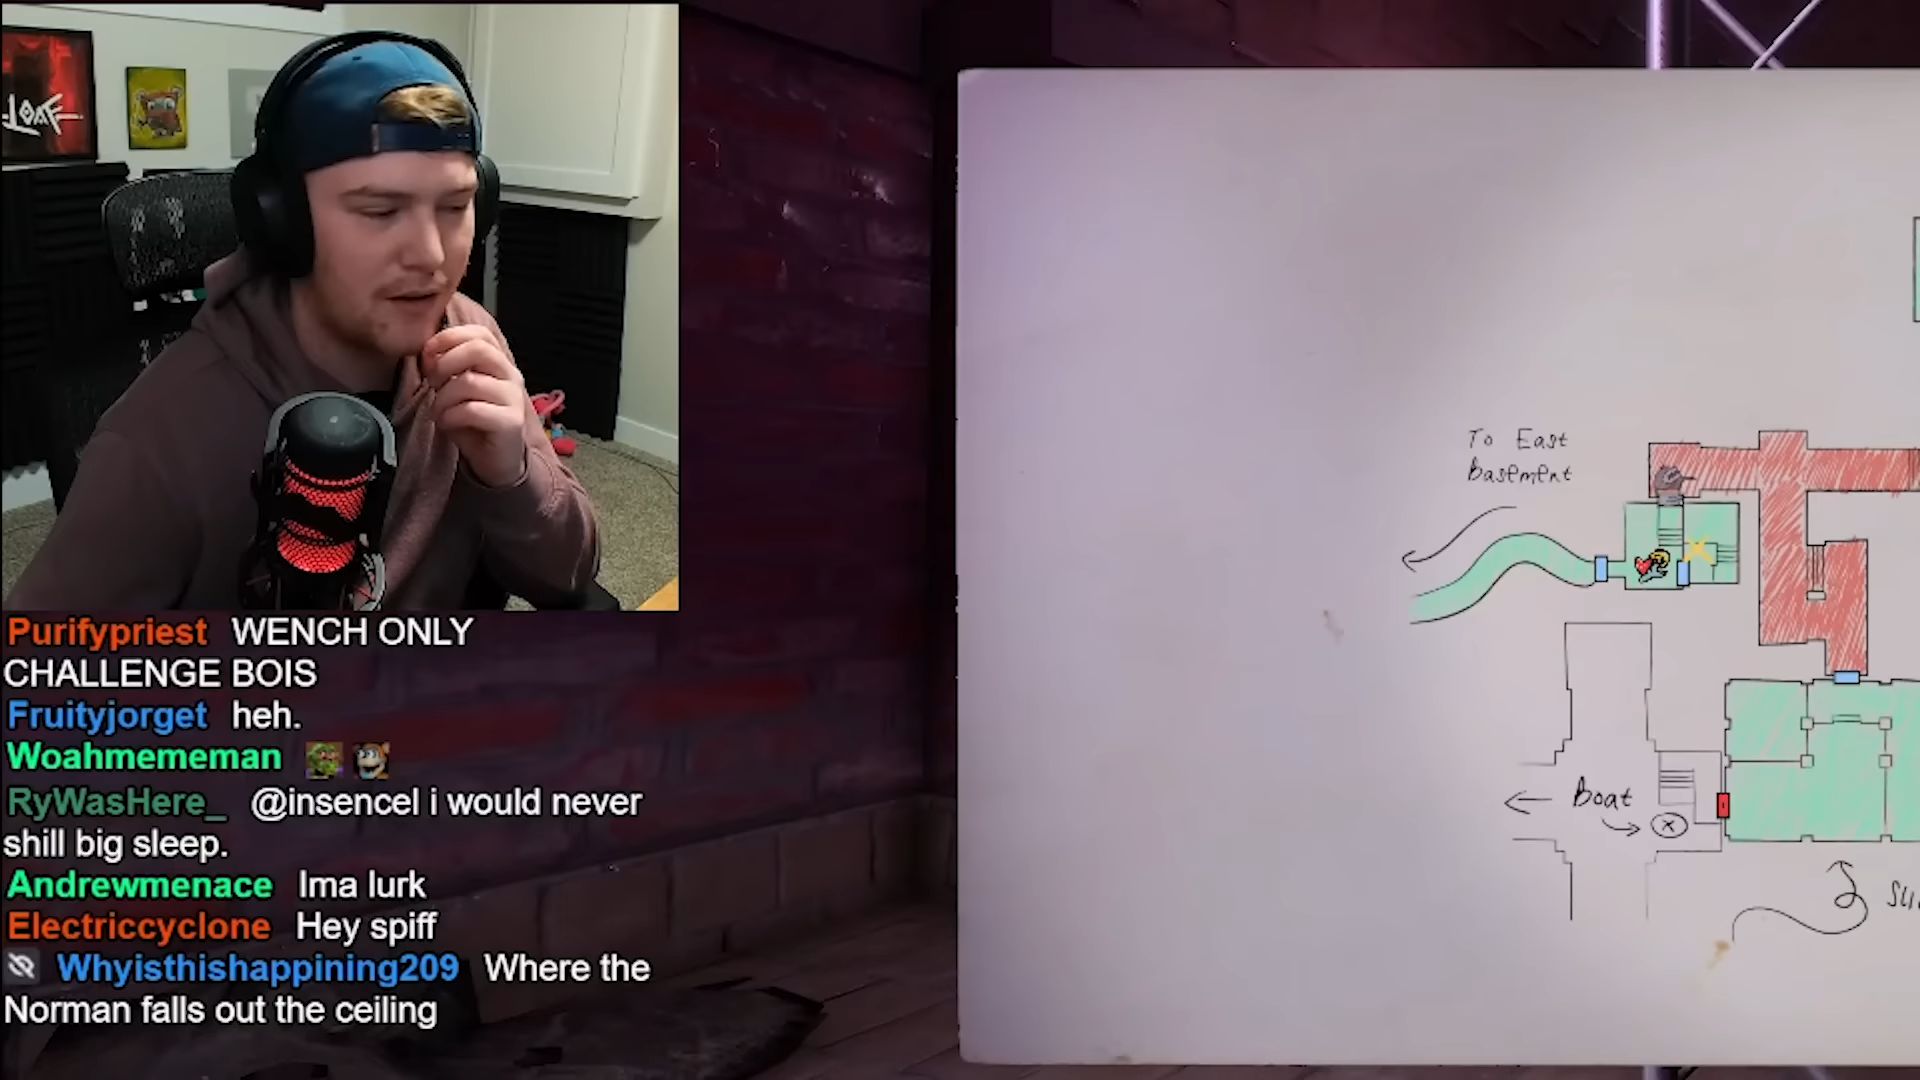 LOAF
Purifypriest WENCH ONLY
CHALLENGE BOIS
Fruityjorget heh.
Woahmememan
RyWasHere_ @insencel i would never
shill big sleep.
Andrewmenace Ima lurk
Electriccyclone Hey spiff
Whyisthishappining209 Where the
Norman falls out the ceiling
To East
Basement
Boat